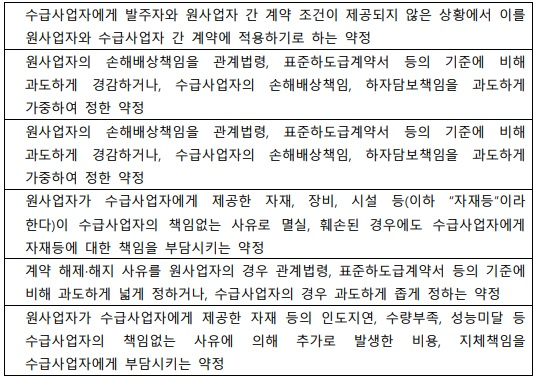 수급사업자에게 발주자와 원사업자 간 계약 조건이 제공되지 않은 상황에서 이를
원사업자와 수급사업자 간 계약에 적용하기로 하는 약정
원사업자의 손해배상책임을 관계법령, 표준하도급계약서 등의 기준에 비해
과도하게 경감하거나, 수급사업자의 손해배상책임, 하자담보책임을 과도하게
가중하여 정한 약정
원사업자의 손해배상책임을 관계법령, 표준하도급계약서 등의 기준에 비해
과도하게 경감하거나, 수급사업자의 손해배상책임, 하자담보책임을 과도하게
가중하여 정한 약정
원사업자가 수급사업자에게 제공한 자재, 장비, 시설 등(이하 “자재등”이라
한다)이 수급사업자의 책임없는 사유로 멸실, 훼손된 경우에도 수급사업자에게
자재등에 대한 책임을 부담시키는 약정
계약 해제·해지 사유를 원사업자의 경우 관계법령, 표준하도급계약서 등의 기준에
비해 과도하게 넓게 정하거나, 수급사업자의 경우 과도하게 좁게 정하는 약정
원사업자가 수급사업자에게 제공한 자재 등의 인도지연, 수량부족, 성능미달 등
수급사업자의 책임없는 사유에 의해 추가로 발생한 비용, 지체책임을
수급사업자에게 부담시키는 약정